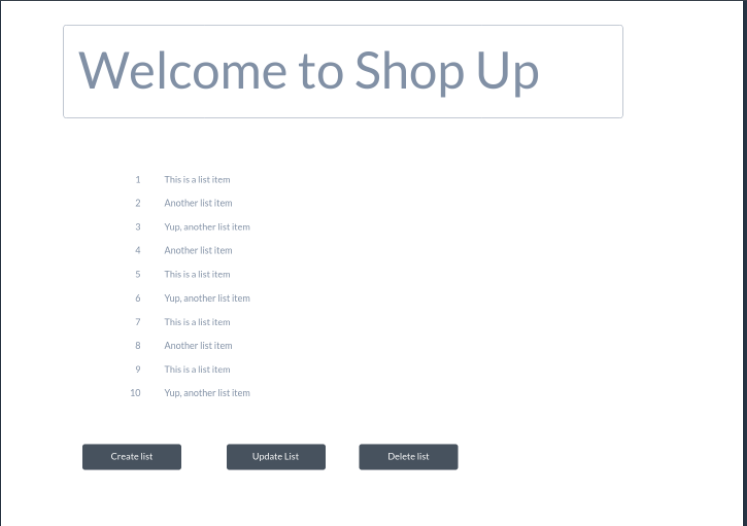 Welcome to Shop Up
1 This is a list item
2 Another list item
3 Yup, another list item
4 Another list item
5 This is a list item
6 Yup, another list item
7 This is a list item
8 Another list item
9 This is a list item
10 Yup, another list item
Create list Update List Delete list